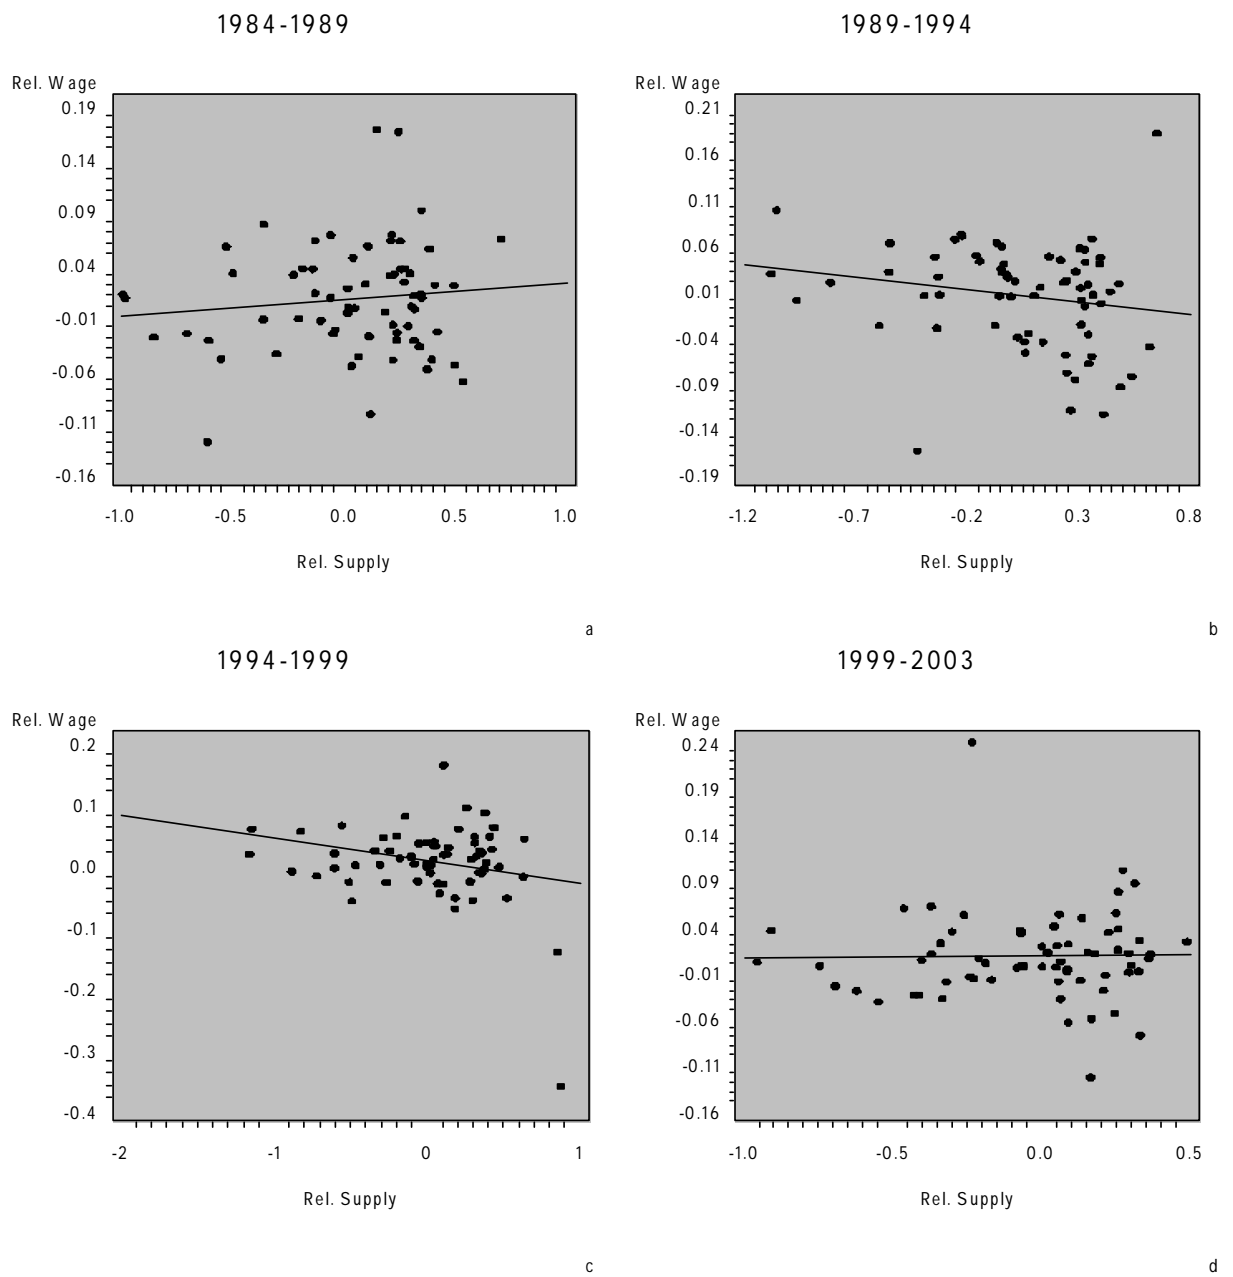 1984-1989
Rel. Wage
0.19
0.14
0.09
0.04
-0.01
-0.06
-0.11
-0.16
-1.0 -0.5 0.0 0.5 1.0
Rel. Supply
a
1989-1994
Rel. Wage
0.21
0.16
0.11
0.06
0.01
-0.04
-0.09
-0.14
-0.19
-1.2 -0.7 -0.2 0.3 0.8
Rel. Supply
b
1994-1999
Rel. Wage
0.2
0.1
0.0
-0.1
-0.2
-0.3
-0.4
-2 -1 0 1
Rel. Supply
c
1999-2003
Rel. Wage
0.24
0.19
0.14
0.09
0.04
-0.01
-0.06
-0.11
-0.16
-1.0 -0.5 0.0 0.5
Rel. Supply
d